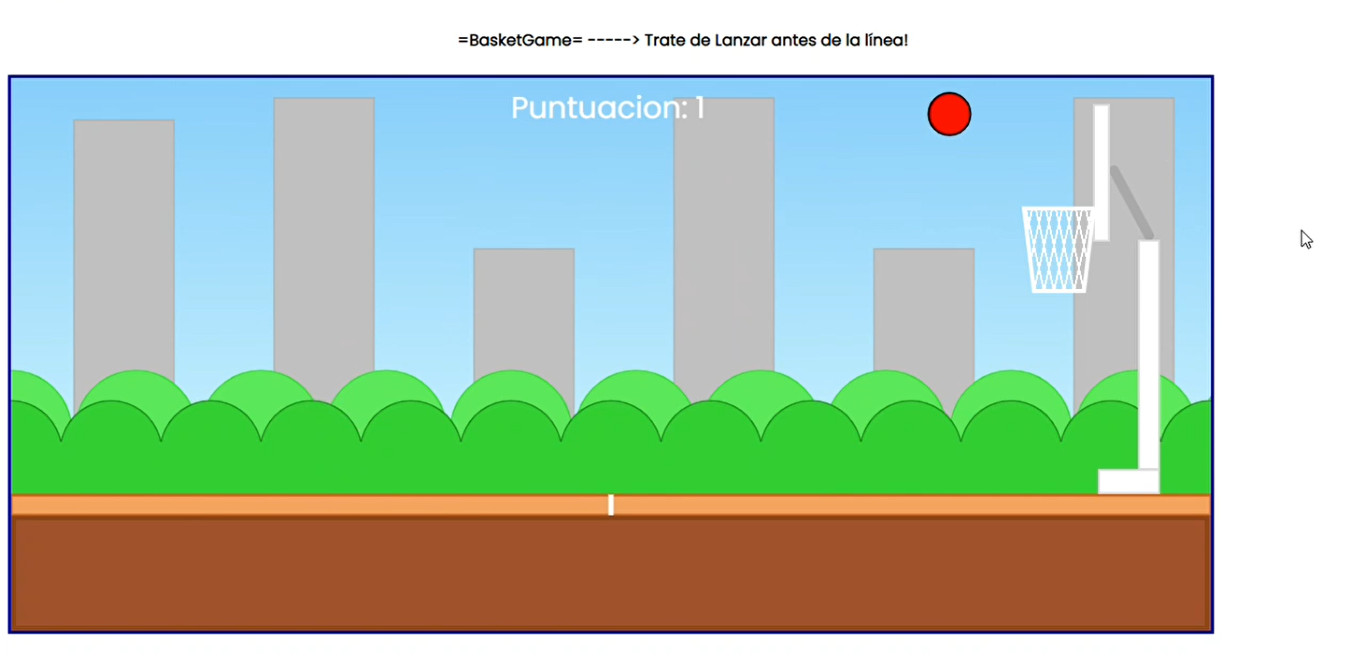 =BasketGame= -----> Trate de Lanzar antes de la línea!
Puntuacion: 1